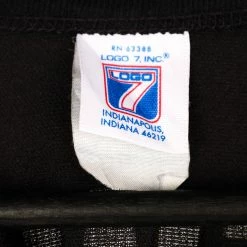 RN 63388
LOGO 7, INC.®
LOGO
7
INDIANAPOLIS,
INDIANA 46219